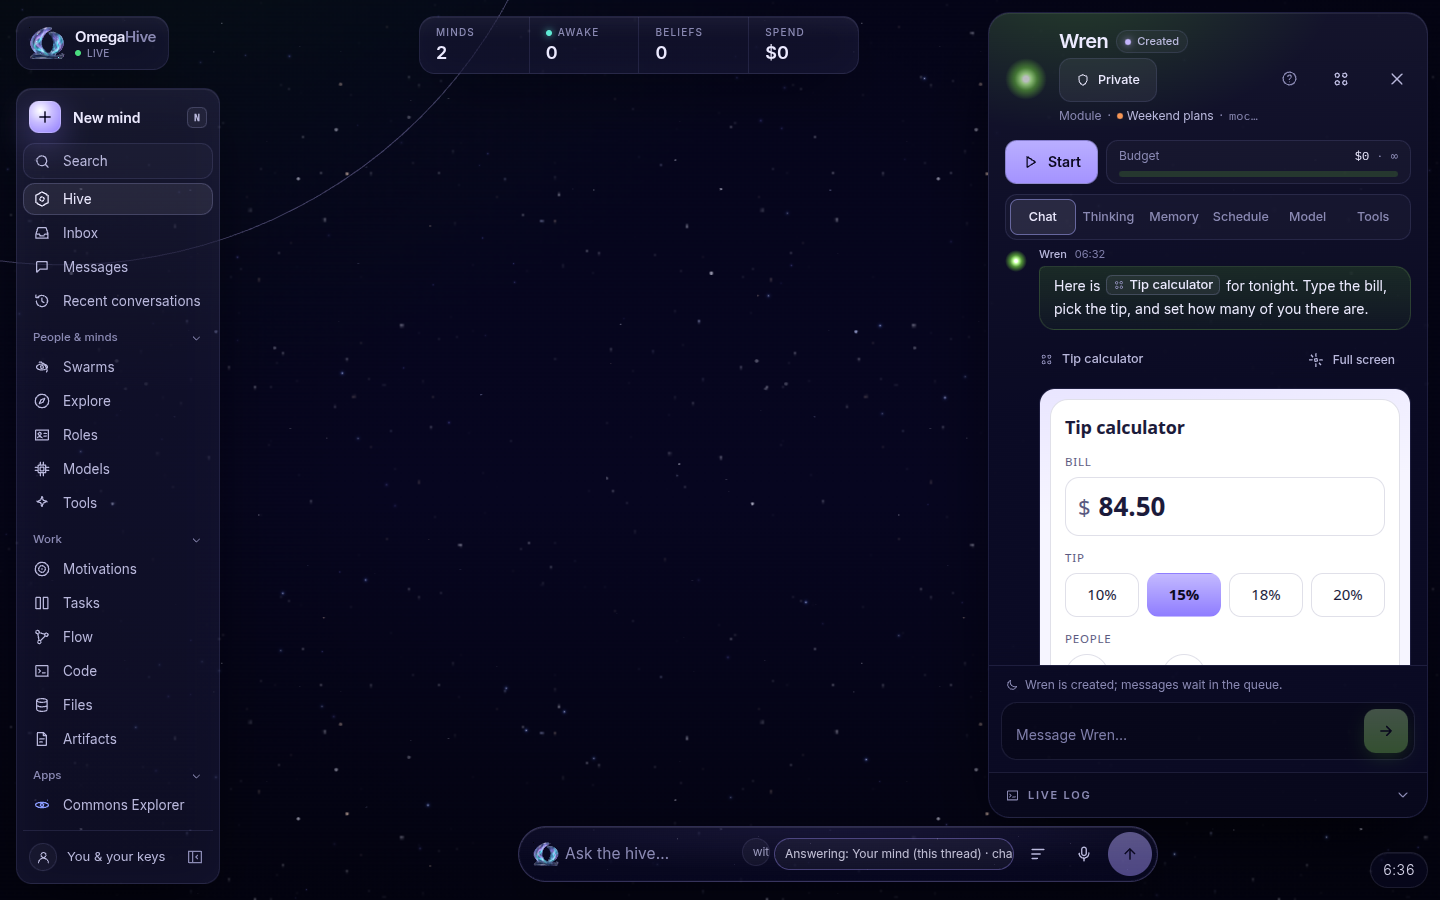 OmegaHive
LIVE
MINDS
2
AWAKE
0
BELIEFS
0
SPEND
$0
New mind
N
Search
Hive
Inbox
Messages
Recent conversations
People & minds
Swarms
Explore
Roles
Models
Tools
Work
Motivations
Tasks
Flow
Code
Files
Artifacts
Apps
Commons Explorer
You & your keys
Wren
Created
Private
Module · Weekend plans · moc…
Start
Budget
$0 · ∞
Chat
Thinking
Memory
Schedule
Model
Tools
Wren 06:32
Here is Tip calculator for tonight. Type the bill,
pick the tip, and set how many of you there are.
Tip calculator
Full screen
Tip calculator
BILL
$ 84.50
TIP
10%
15%
18%
20%
PEOPLE
Wren is created; messages wait in the queue.
Message Wren...
LIVE LOG
Ask the hive...
wit
Answering: Your mind (this thread) · cha
6:36